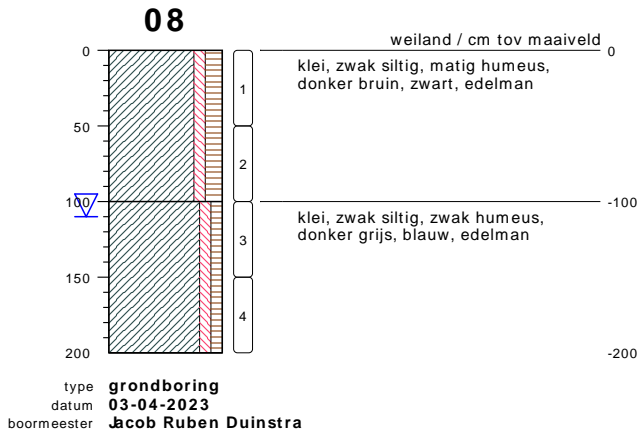 08
weiland / cm tov maaiveld
0
0
klei, zwak siltig, matig humeus,
donker bruin, zwart, edelman
1
50
2
100
-100
klei, zwak siltig, zwak humeus,
donker grijs, blauw, edelman
3
150
4
200
-200
type grondboring
datum 03-04-2023
boormeester Jacob Ruben Duinstra